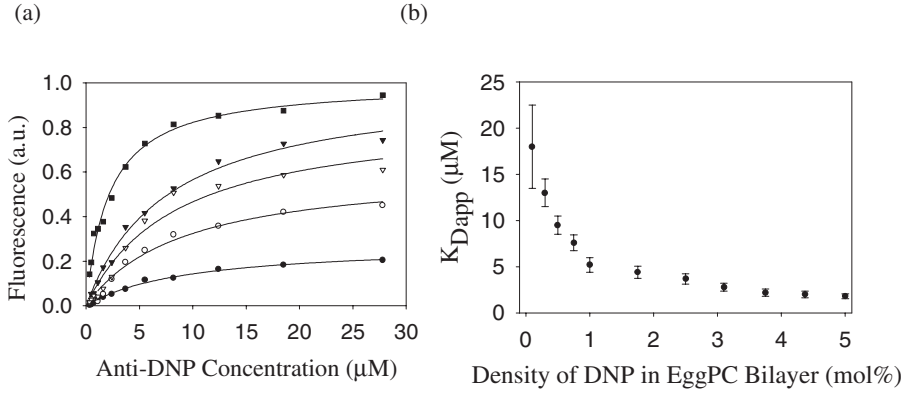 (a)
(b)
Fluorescence (a.u.)
1.0
0.8
0.6
0.4
0.2
0.0
0 5 10 15 20 25 30
Anti-DNP Concentration (μM)
K_Dapp (μM)
25
20
15
10
5
0
0 1 2 3 4 5
Density of DNP in EggPC Bilayer (mol%)